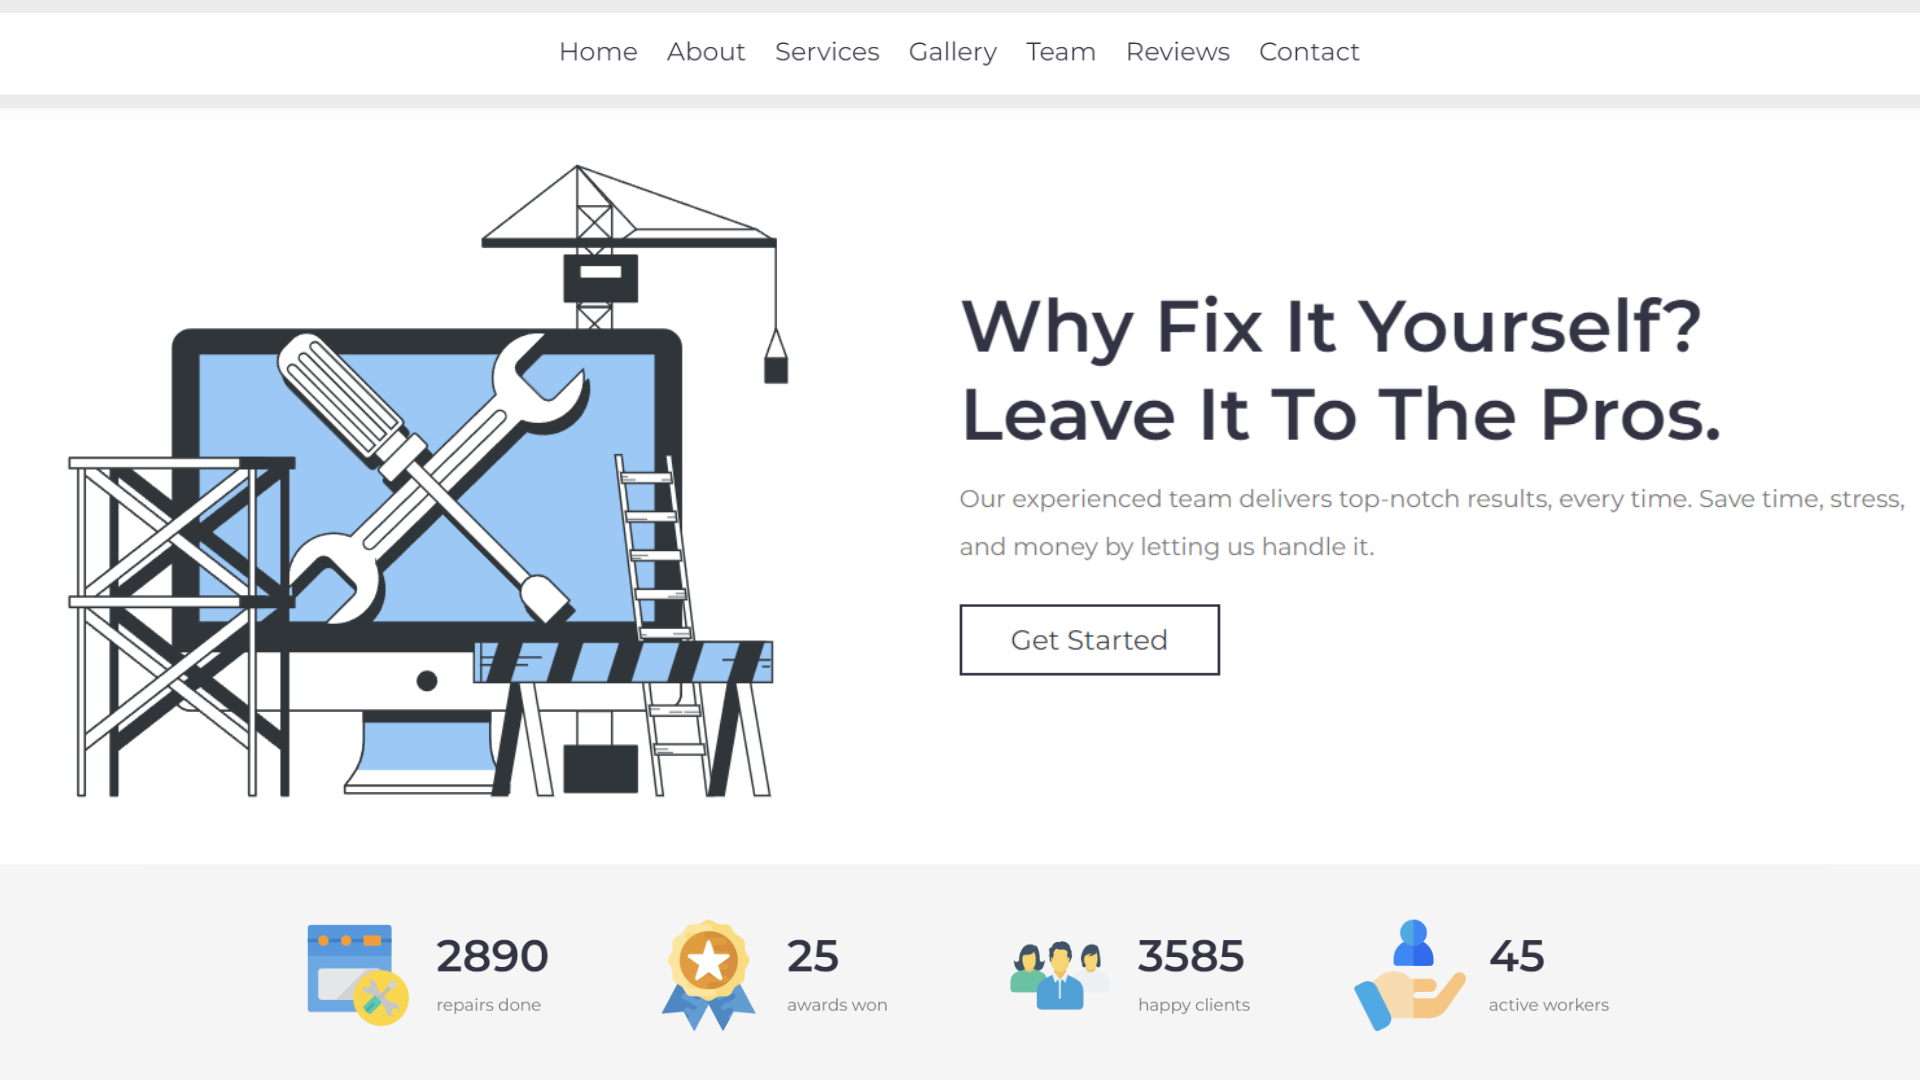 Home About Services Gallery Team Reviews Contact
Why Fix It Yourself?
Leave It To The Pros.
Our experienced team delivers top-notch results, every time. Save time, stress,
and money by letting us handle it.
Get Started
2890
repairs done
25
awards won
3585
happy clients
45
active workers